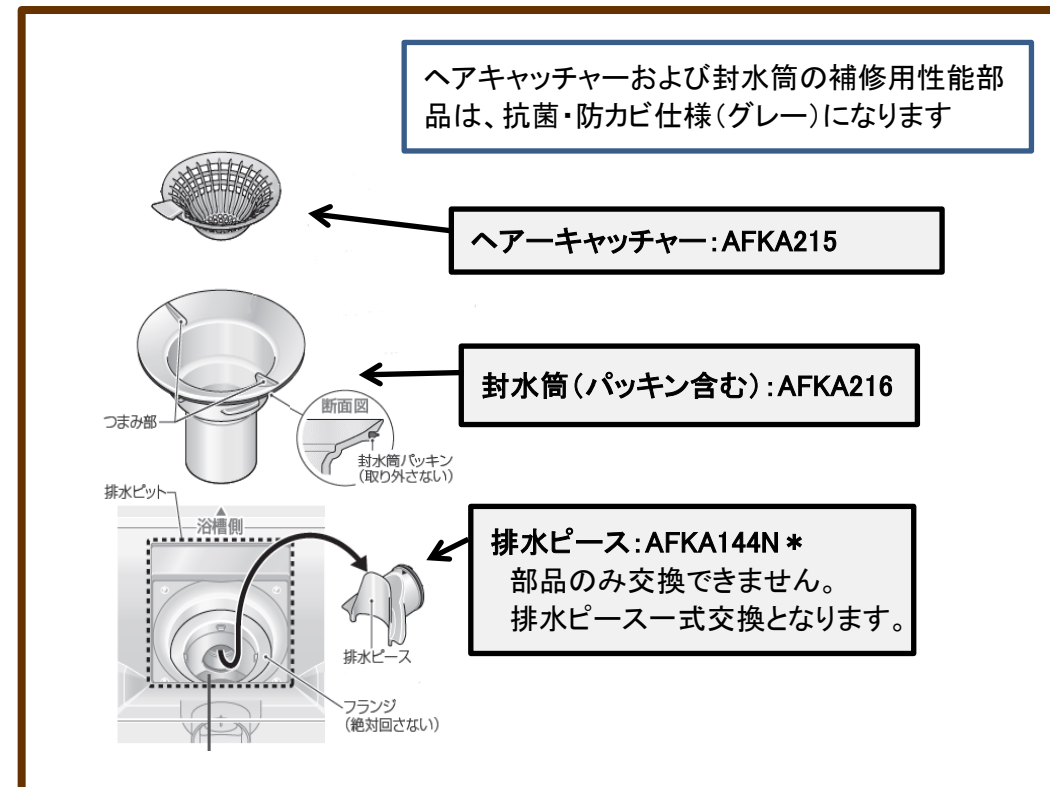 ヘアキャッチャーおよび封水筒の補修用性能部
品は、抗菌・防カビ仕様（グレー）になります
ヘアーキャッチャー：AFKA215
封水筒（パッキン含む）：AFKA216
つまみ部
断面図
封水筒パッキン
（取り外さない）
排水ピット
浴槽側
排水ピース：AFKA144N＊
部品のみ交換できません。
排水ピース一式交換となります。
排水ピース
フランジ
（絶対回さない）